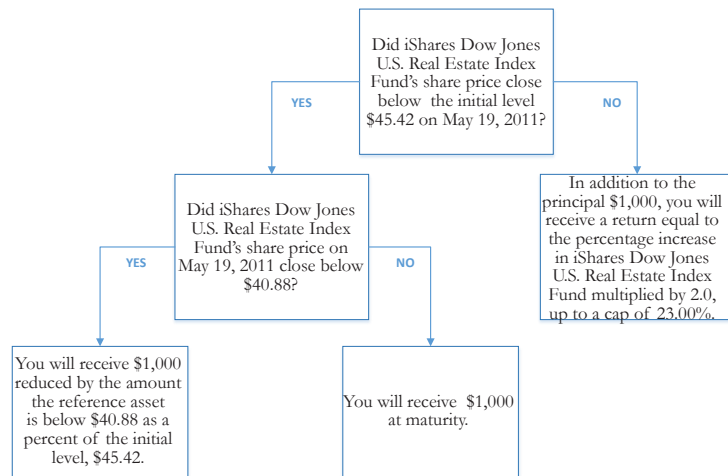 Did iShares Dow Jones
U.S. Real Estate Index
Fund's share price close
below the initial level
$45.42 on May 19, 2011?
YES
NO
Did iShares Dow Jones
U.S. Real Estate Index
Fund's share price on
May 19, 2011 close below
$40.88?
In addition to the
principal $1,000, you will
receive a return equal to
the percentage increase
in iShares Dow Jones
U.S. Real Estate Index
Fund multiplied by 2.0,
up to a cap of 23.00%.
YES
NO
You will receive $1,000
reduced by the amount
the reference asset
is below $40.88 as a
percent of the initial
level, $45.42.
You will receive $1,000
at maturity.